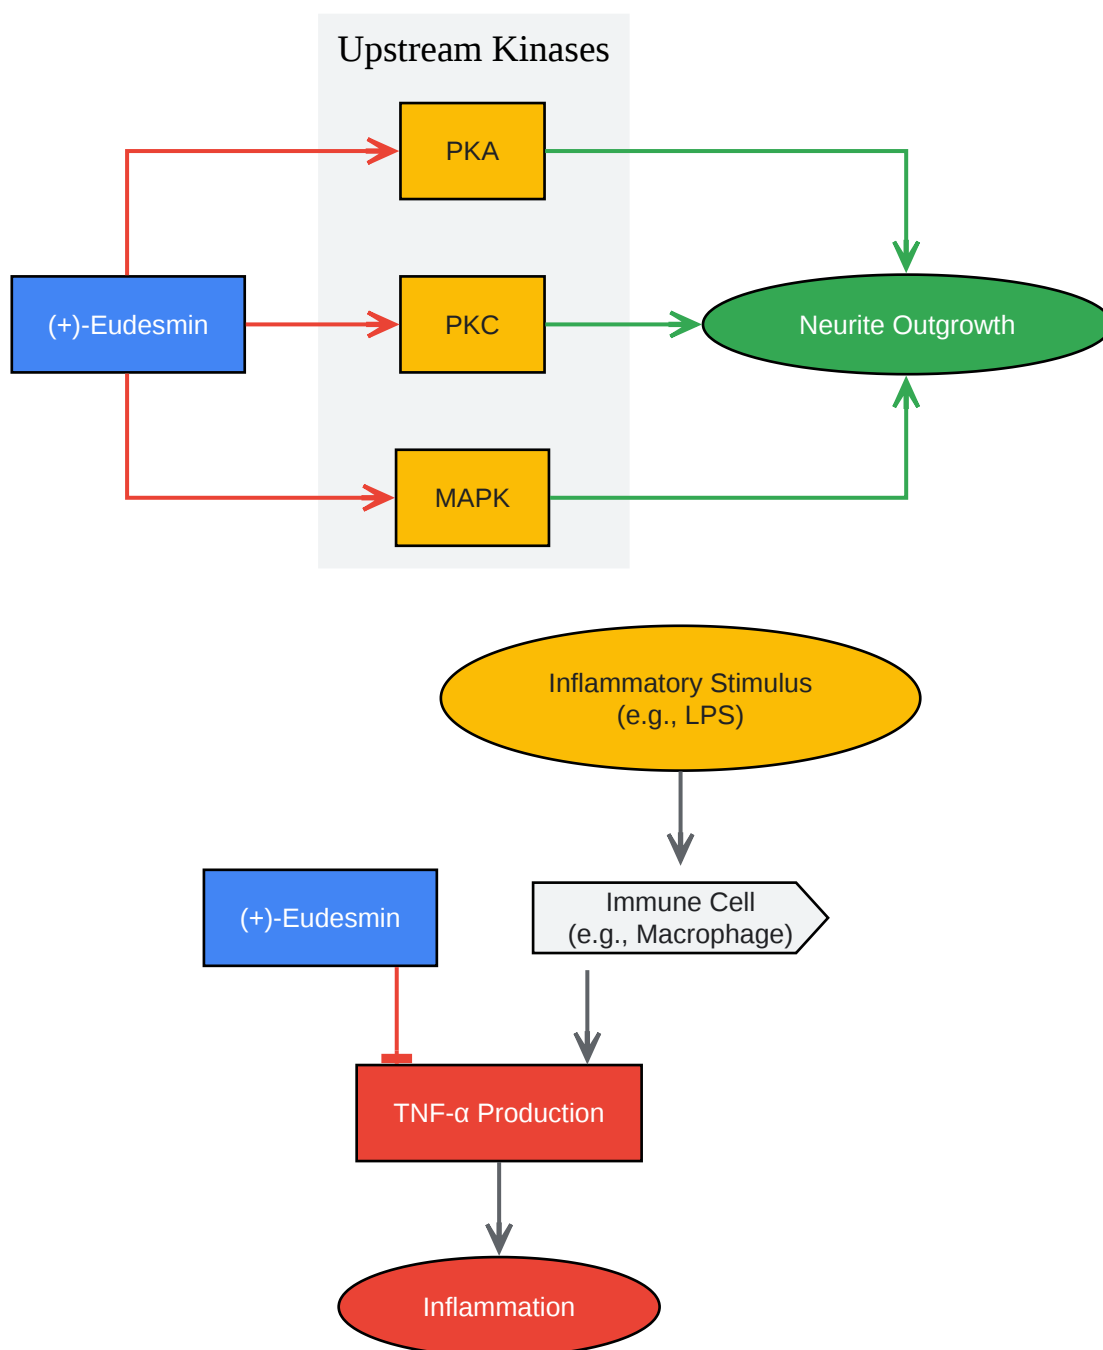 Upstream Kinases
PKA
(+)-Eudesmin
PKC
Neurite Outgrowth
MAPK
Inflammatory Stimulus
(e.g., LPS)
(+)-Eudesmin
Immune Cell
(e.g., Macrophage)
TNF-α Production
Inflammation